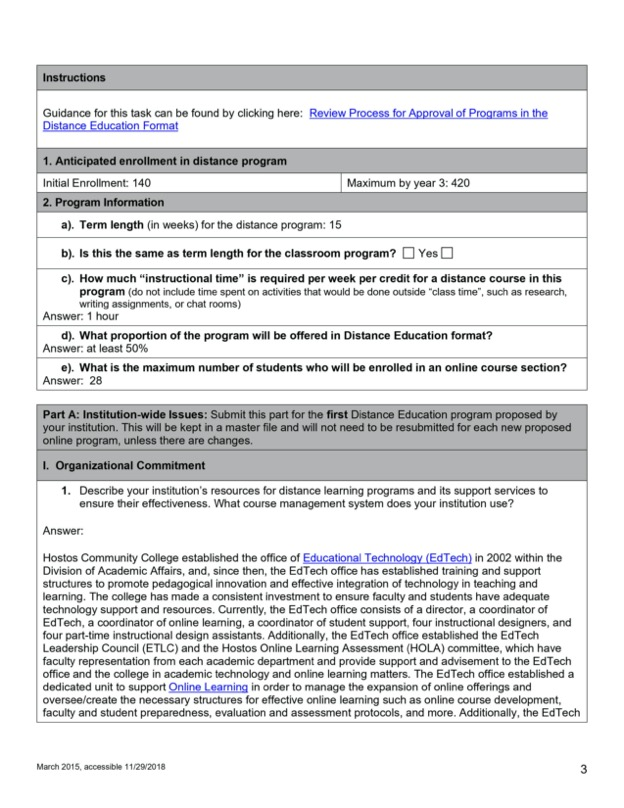 Instructions
Guidance for this task can be found by clicking here: Review Process for Approval of Programs in the
Distance Education Format
1. Anticipated enrollment in distance program
Initial Enrollment: 140
Maximum by year 3: 420
2. Program Information
a). Term length (in weeks) for the distance program: 15
b). Is this the same as term length for the classroom program? ☐ Yes ☐
c). How much “instructional time” is required per week per credit for a distance course in this
program (do not include time spent on activities that would be done outside “class time”, such as research,
writing assignments, or chat rooms)
Answer: 1 hour
d). What proportion of the program will be offered in Distance Education format?
Answer: at least 50%
e). What is the maximum number of students who will be enrolled in an online course section?
Answer: 28
Part A: Institution-wide Issues: Submit this part for the first Distance Education program proposed by
your institution. This will be kept in a master file and will not need to be resubmitted for each new proposed
online program, unless there are changes.
I. Organizational Commitment
1. Describe your institution’s resources for distance learning programs and its support services to
ensure their effectiveness. What course management system does your institution use?
Answer:
Hostos Community College established the office of Educational Technology (EdTech) in 2002 within the
Division of Academic Affairs, and, since then, the EdTech office has established training and support
structures to promote pedagogical innovation and effective integration of technology in teaching and
learning. The college has made a consistent investment to ensure faculty and students have adequate
technology support and resources. Currently, the EdTech office consists of a director, a coordinator of
EdTech, a coordinator of online learning, a coordinator of student support, four instructional designers, and
four part-time instructional design assistants. Additionally, the EdTech office established the EdTech
Leadership Council (ETLC) and the Hostos Online Learning Assessment (HOLA) committee, which have
faculty representation from each academic department and provide support and advisement to the EdTech
office and the college in academic technology and online learning matters. The EdTech office established a
dedicated unit to support Online Learning in order to manage the expansion of online offerings and
oversee/create the necessary structures for effective online learning such as online course development,
faculty and student preparedness, evaluation and assessment protocols, and more. Additionally, the EdTech
March 2015, accessible 11/29/2018
3